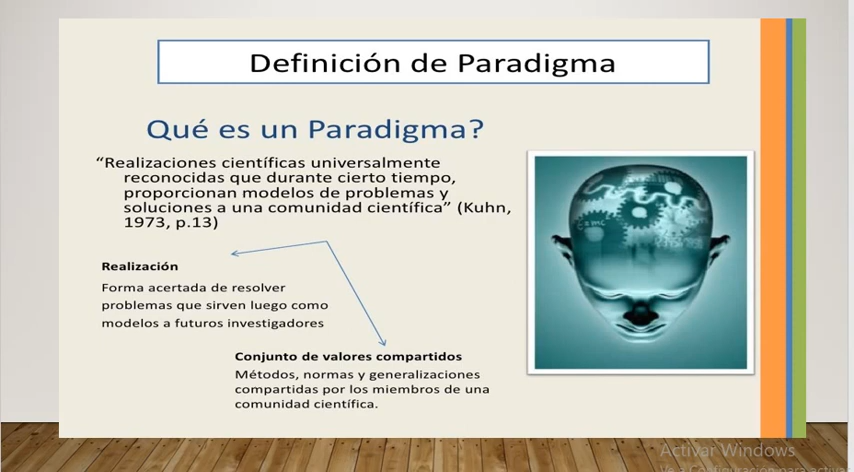 Definición de Paradigma
Qué es un Paradigma?
“Realizaciones científicas universalmente
reconocidas que durante cierto tiempo,
proporcionan modelos de problemas y
soluciones a una comunidad científica” (Kuhn,
1973, p.13)
Realización
Forma acertada de resolver
problemas que sirven luego como
modelos a futuros investigadores
Conjunto de valores compartidos
Métodos, normas y generalizaciones
compartidas por los miembros de una
comunidad científica.
Activar Windows